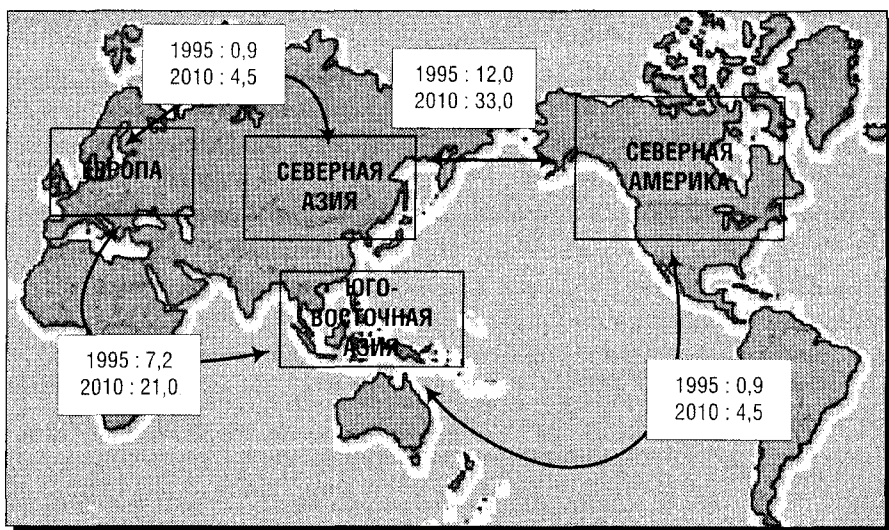 1995 : 0,9
2010 : 4,5
1995 : 12,0
2010 : 33,0
ЕВРОПА
СЕВЕРНАЯ
АЗИЯ
СЕВЕРНАЯ
АМЕРИКА
ЮГО-
ВОСТОЧНАЯ
АЗИЯ
1995 : 7,2
2010 : 21,0
1995 : 0,9
2010 : 4,5